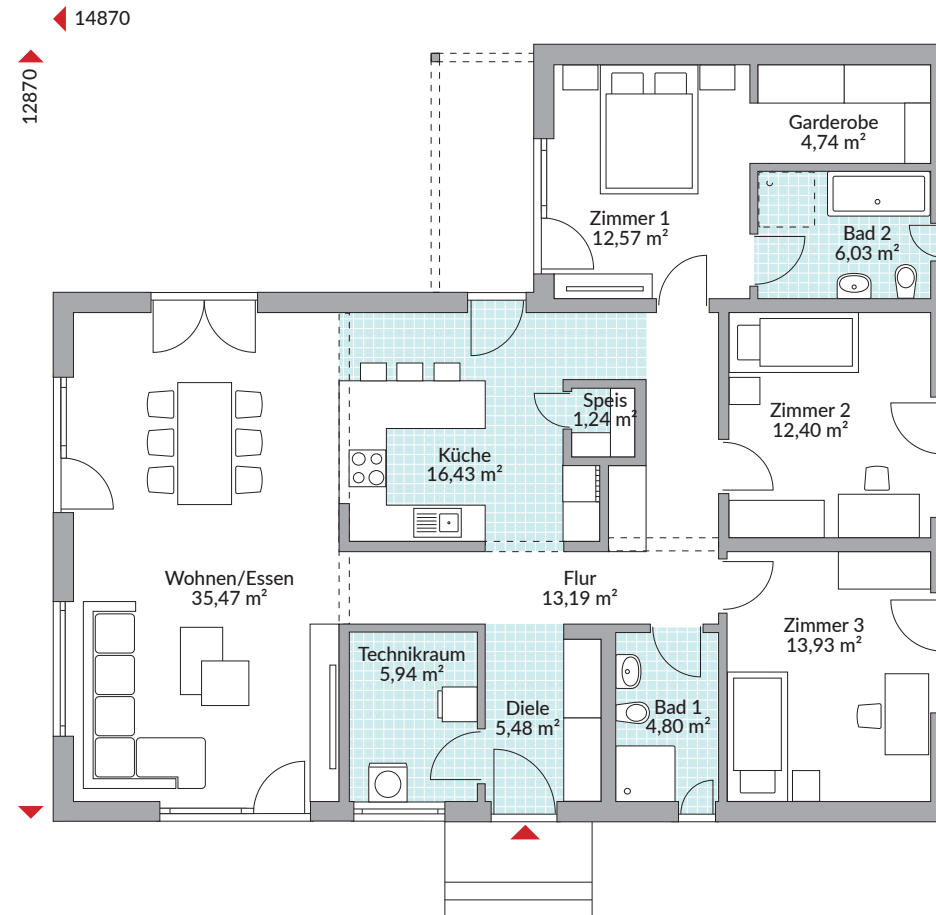 14870
12870
Garderobe
4,74 m²
Zimmer 1
12,57 m²
Bad 2
6,03 m²
Speis
1,24 m²
Zimmer 2
12,40 m²
Küche
16,43 m²
Wohnen/Essen
35,47 m²
Flur
13,19 m²
Zimmer 3
13,93 m²
Technikraum
5,94 m²
Diele
5,48 m²
Bad 1
4,80 m²